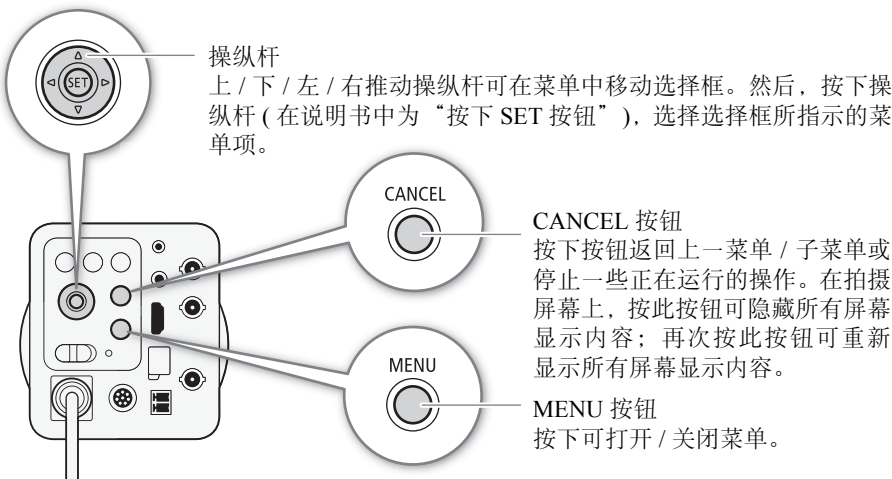 SET
操纵杆
上 / 下 / 左 / 右推动操纵杆可在菜单中移动选择框。然后，按下操
纵杆 ( 在说明书中为“按下 SET 按钮” )，选择选择框所指示的菜
单项。
CANCEL
CANCEL 按钮
按下按钮返回上一菜单 / 子菜单或
停止一些正在运行的操作。在拍摄
屏幕上，按此按钮可隐藏所有屏幕
显示内容；再次按此按钮可重新
显示所有屏幕显示内容。
MENU
MENU 按钮
按下可打开 / 关闭菜单。